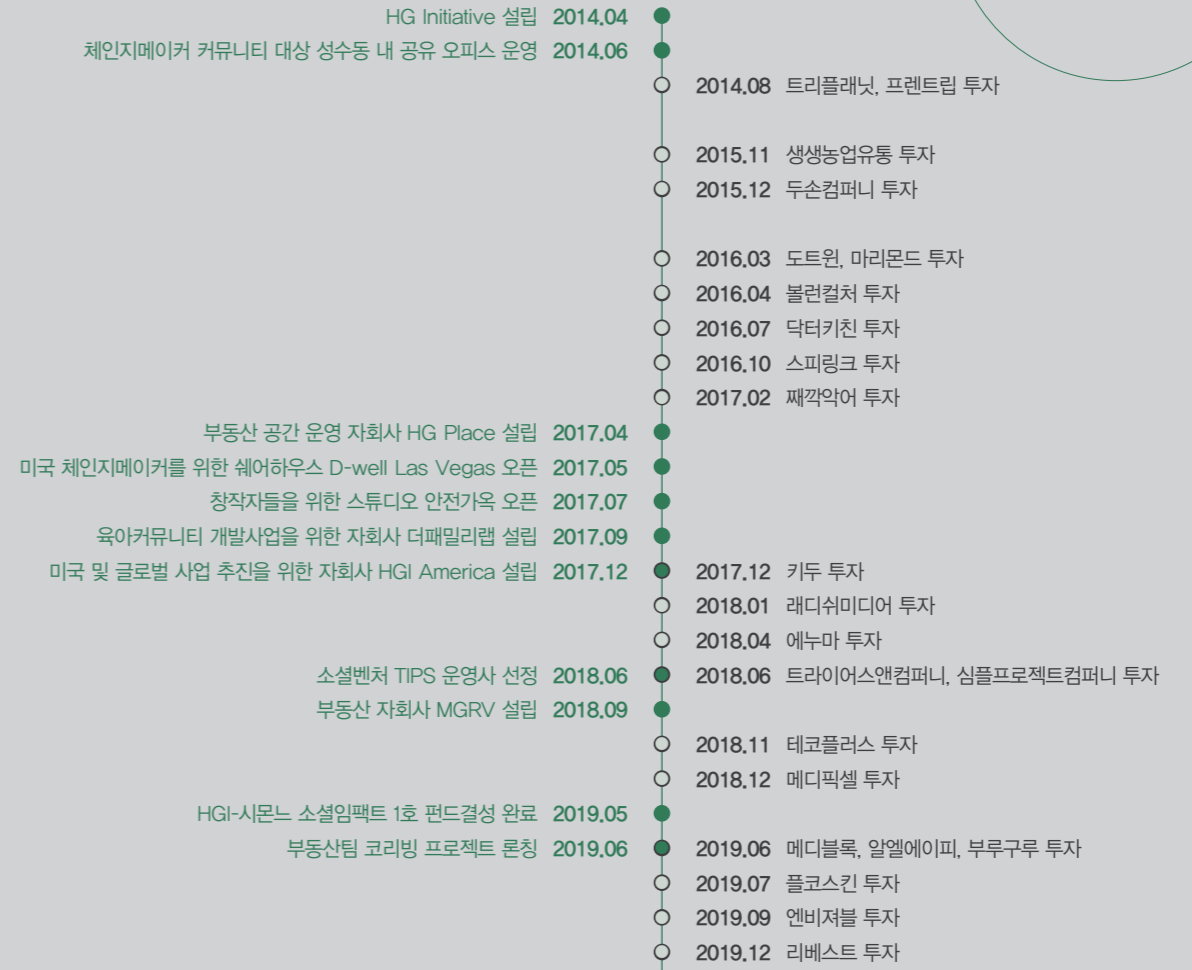 HG Initiative 설립 2014.04
체인지메이커 커뮤니티 대상 성수동 내 공유 오피스 운영 2014.06
2014.08 트리플래닛, 프렌트립 투자
2015.11 생생농업유통 투자
2015.12 두손컴퍼니 투자
2016.03 도트윈, 마리몬드 투자
2016.04 볼런컬처 투자
2016.07 닥터키친 투자
2016.10 스피링크 투자
2017.02 째깍악어 투자
부동산 공간 운영 자회사 HG Place 설립 2017.04
미국 체인지메이커를 위한 쉐어하우스 D-well Las Vegas 오픈 2017.05
창작자들을 위한 스튜디오 안전가옥 오픈 2017.07
육아커뮤니티 개발사업을 위한 자회사 더패밀리랩 설립 2017.09
미국 및 글로벌 사업 추진을 위한 자회사 HGI America 설립 2017.12 2017.12 키두 투자
2018.01 래디쉬미디어 투자
2018.04 에누마 투자
소셜벤처 TIPS 운영사 선정 2018.06 2018.06 트라이어스앤컴퍼니, 심플프로젝트컴퍼니 투자
부동산 자회사 MGRV 설립 2018.09
2018.11 테코플러스 투자
2018.12 메디픽셀 투자
HGI-시몬느 소셜임팩트 1호 펀드결성 완료 2019.05
부동산팀 코리빙 프로젝트 론칭 2019.06 2019.06 메디블록, 알엘에이피, 부루구루 투자
2019.07 플코스킨 투자
2019.09 엔비져블 투자
2019.12 리베스트 투자